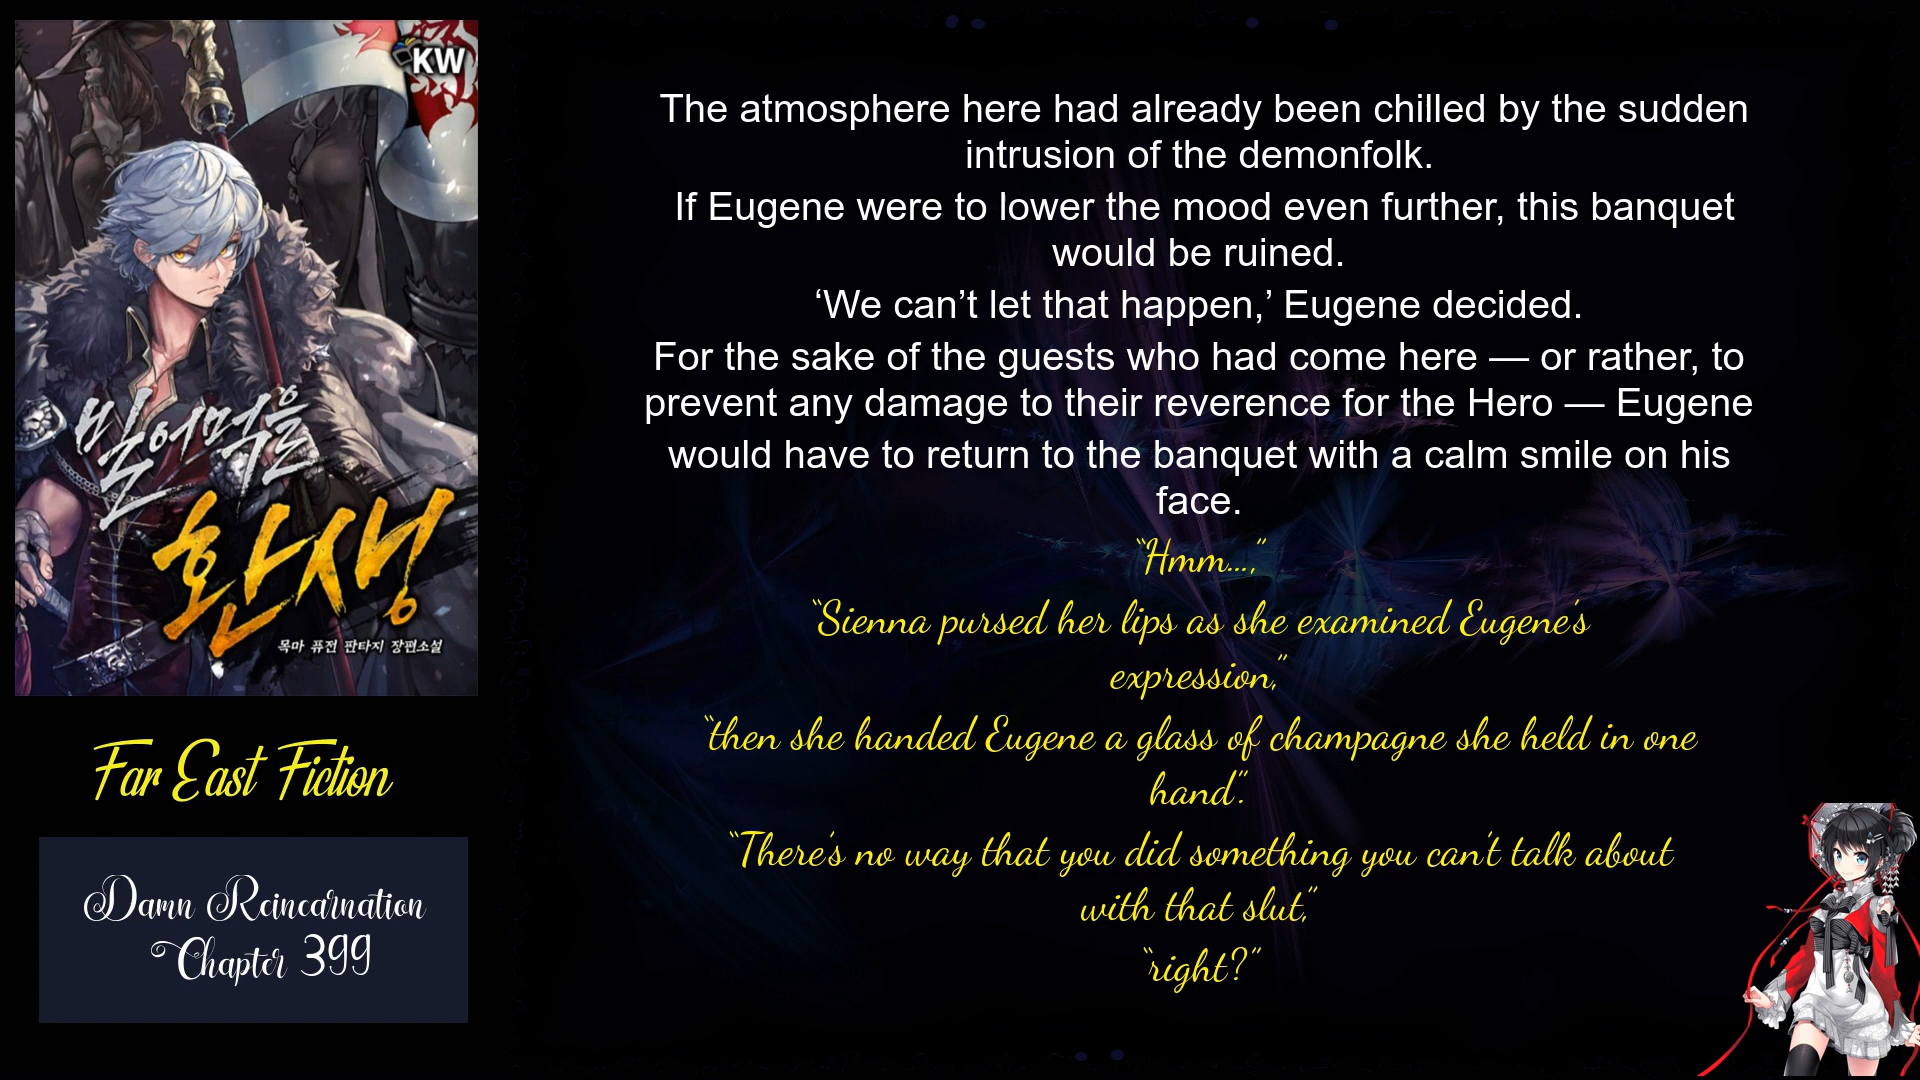 KW
빌어먹을
환생
목마 퓨전 판타지 장편소설
Far East Fiction
Damn Reincarnation
Chapter 399
The atmosphere here had already been chilled by the sudden
intrusion of the demonfolk.
If Eugene were to lower the mood even further, this banquet
would be ruined.
‘We can’t let that happen,’ Eugene decided.
For the sake of the guests who had come here — or rather, to
prevent any damage to their reverence for the Hero — Eugene
would have to return to the banquet with a calm smile on his
face.
“Hmm...,”
“Sienna pursed her lips as she examined Eugene’s
expression,”
“then she handed Eugene a glass of champagne she held in one
hand”.
“There’s no way that you did something you can’t talk about
with that slut,”
“right?”